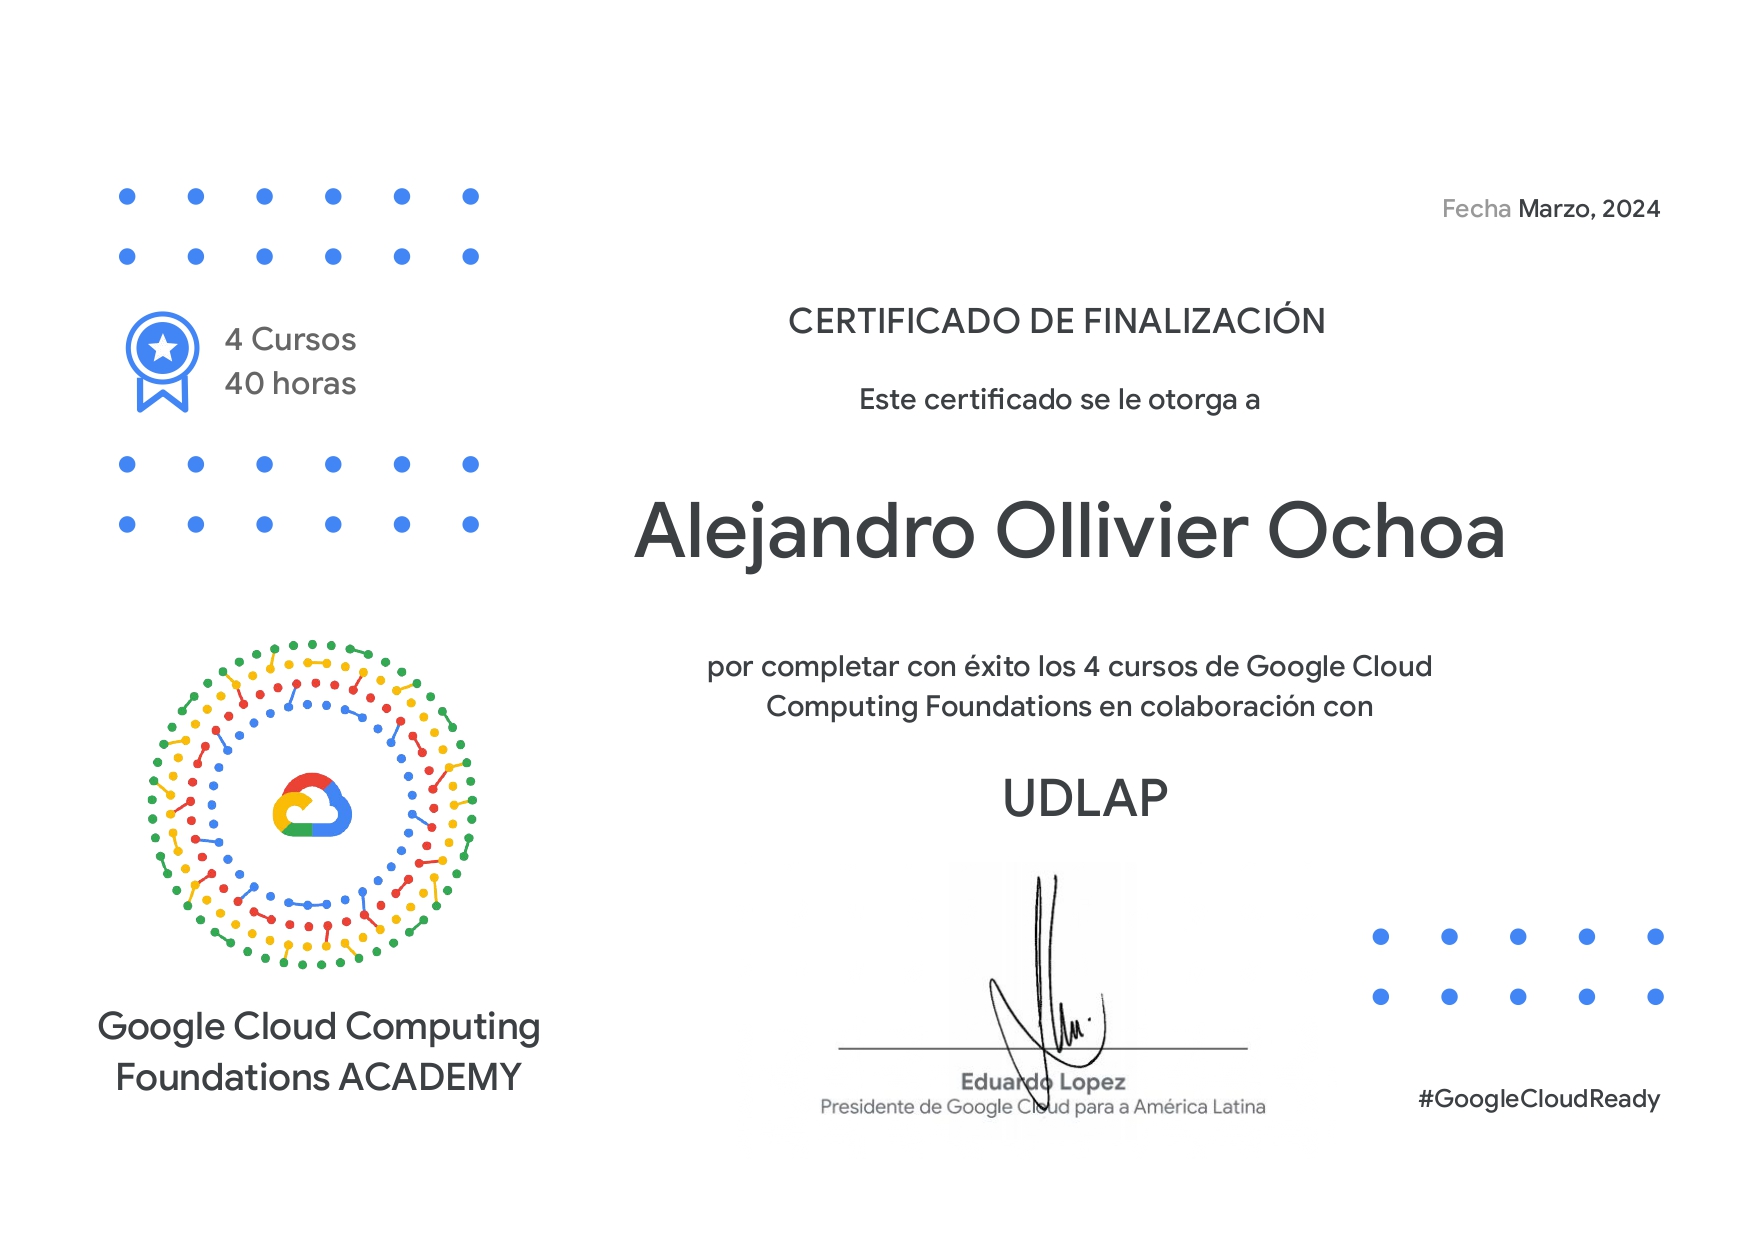 Fecha Marzo, 2024
4 Cursos
40 horas
CERTIFICADO DE FINALIZACIÓN
Este certificado se le otorga a
Alejandro Ollivier Ochoa
por completar con éxito los 4 cursos de Google Cloud
Computing Foundations en colaboración con
UDLAP
Google Cloud Computing
Foundations ACADEMY
Eduardo Lopez
Presidente de Google Cloud para a América Latina
#GoogleCloudReady